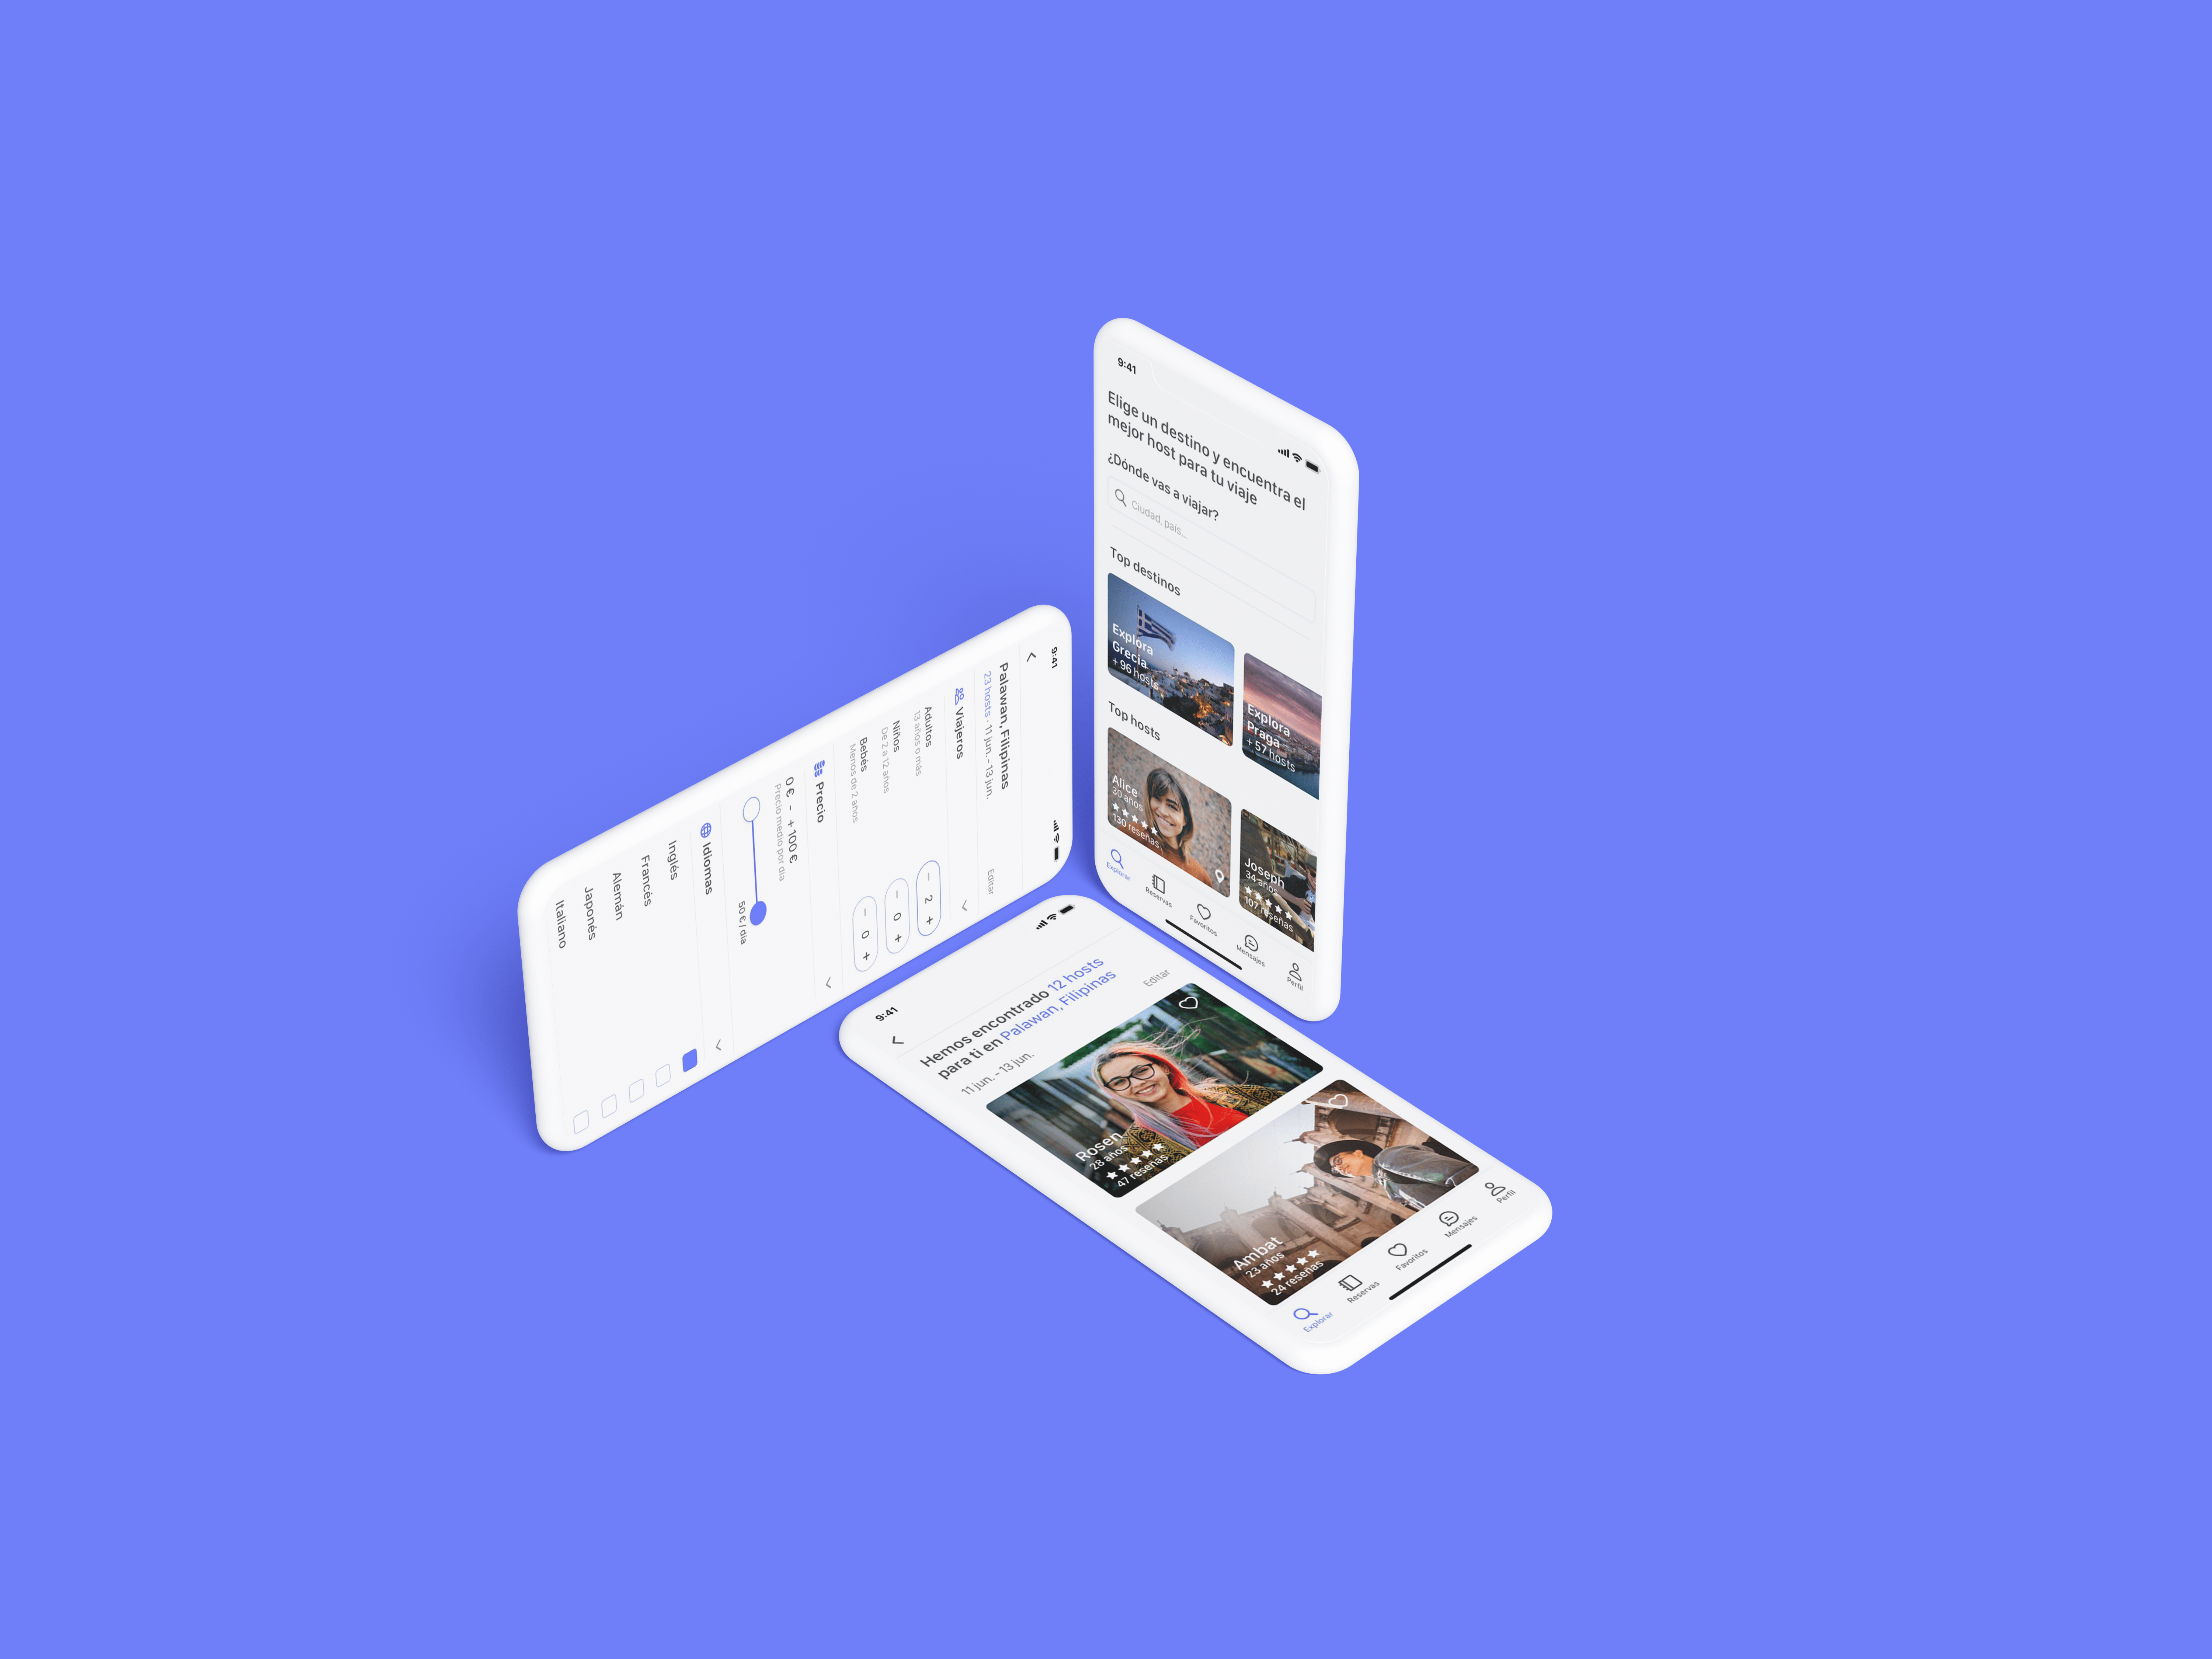 9:41
Elige un destino y encuentra el
mejor host para tu viaje
¿Dónde vas a viajar?
Ciudad, país...
Top destinos
Explora
Grecia
+ 96 hosts
Explora
Praga
+ 57 hosts
Top hosts
Alice
30 años
130 reseñas
Joseph
34 años
107 reseñas
Explorar
Reservas
Favoritos
Mensajes
Perfil
9:41
Palawan, Filipinas
23 hosts · 11 jun. - 13 jun.
Editar
Viajeros
Adultos
13 años o más
- 2 +
Niños
De 2 a 12 años
- 0 +
Bebés
Menos de 2 años
- 0 +
Precio
0 € - + 100 €
Precio medio por día
50 € / día
Idiomas
Inglés
Francés
Alemán
Japonés
Italiano
9:41
Hemos encontrado 12 hosts
para ti en Palawan, Filipinas
11 jun. - 13 jun.
Editar
Rosen
28 años
47 reseñas
Ambat
23 años
24 reseñas
Explorar
Reservas
Favoritos
Mensajes
Perfil